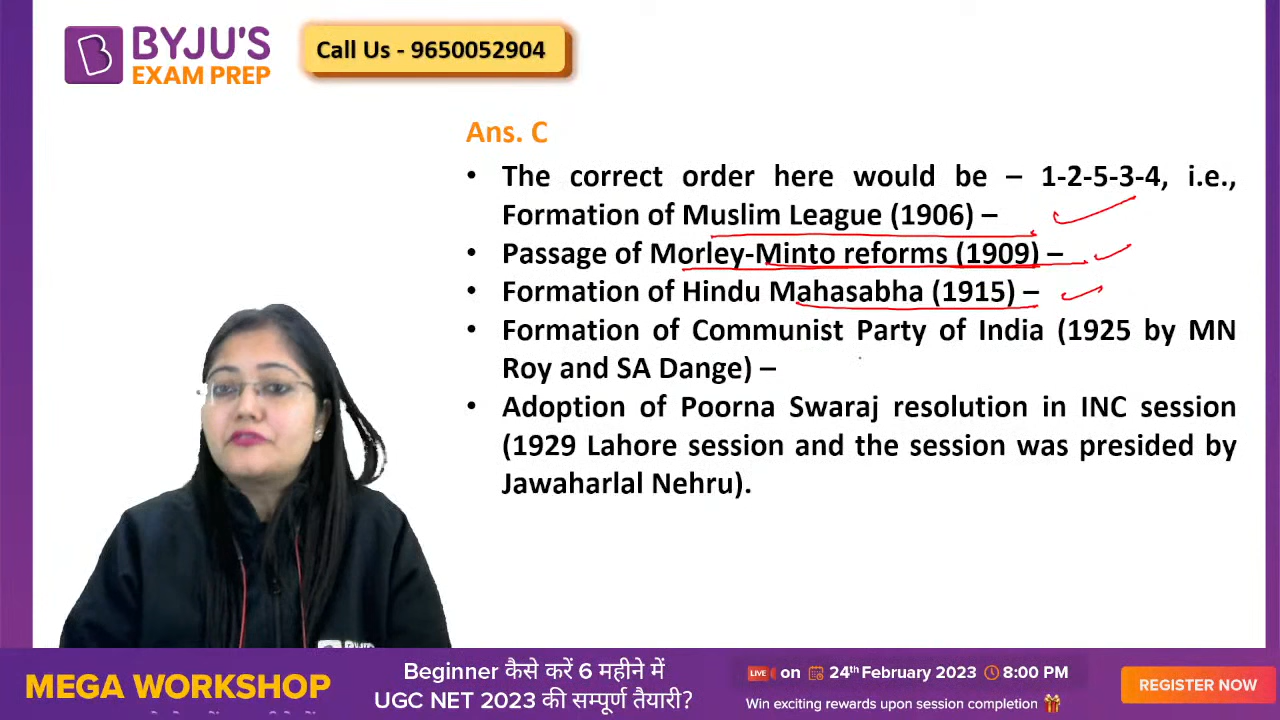 BYJU'S
EXAM PREP
Call Us - 9650052904
Ans. C
• The correct order here would be – 1-2-5-3-4, i.e.,
Formation of Muslim League (1906) –
• Passage of Morley-Minto reforms (1909) –
• Formation of Hindu Mahasabha (1915) –
• Formation of Communist Party of India (1925 by MN
Roy and SA Dange) –
• Adoption of Poorna Swaraj resolution in INC session
(1929 Lahore session and the session was presided by
Jawaharlal Nehru).
MEGA WORKSHOP
Beginner कैसे करें 6 महीने में
UGC NET 2023 की सम्पूर्ण तैयारी?
LIVE on 24th February 2023 8:00 PM
Win exciting rewards upon session completion
REGISTER NOW